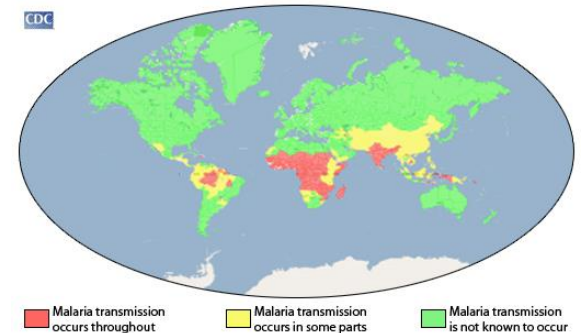 CDC
Malaria transmission
occurs throughout
Malaria transmission
occurs in some parts
Malaria transmission
is not known to occur